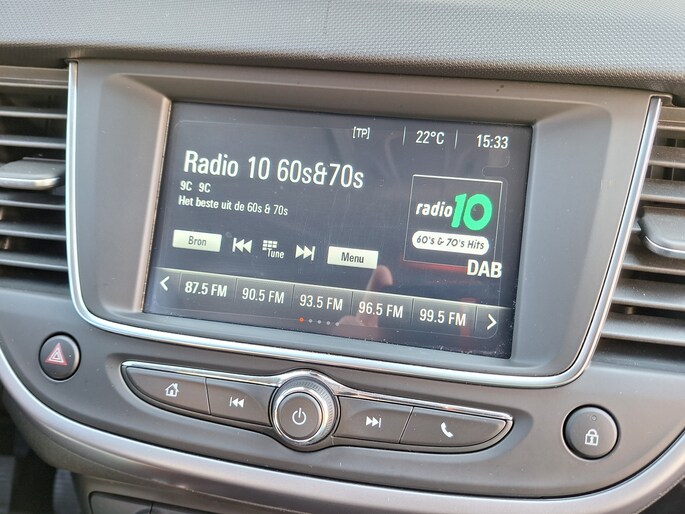 [TP] 22°C 15:33
Radio 10 60s&70s
9C 9C
Het beste uit de 60s & 70s
radio10
60's & 70's Hits
DAB
Bron
Tune
Menu
87.5 FM 90.5 FM 93.5 FM 96.5 FM 99.5 FM